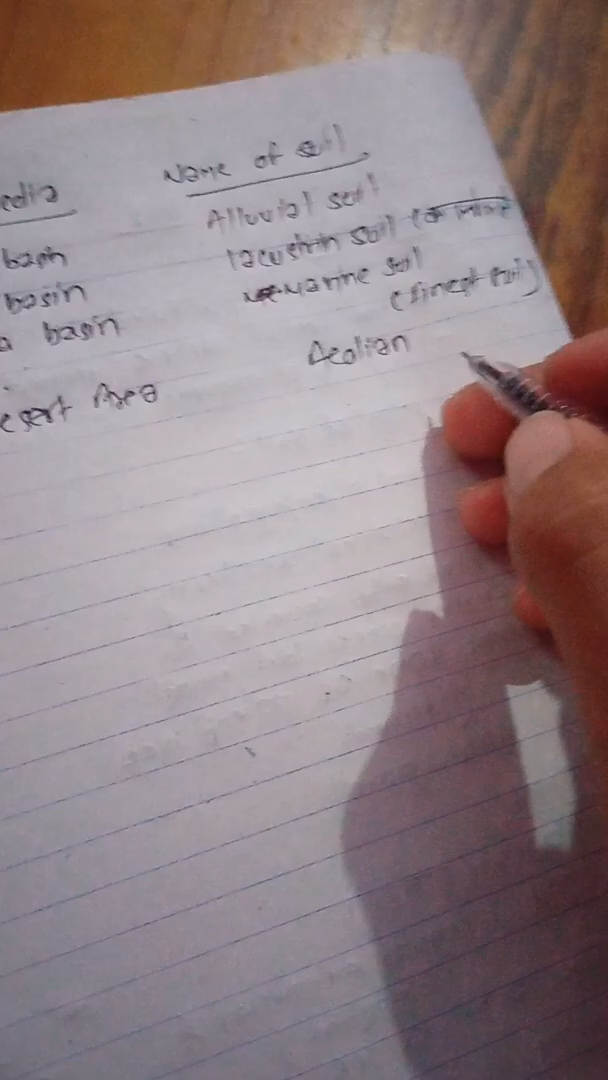 edia Name of soil
basin Alluvial soil
basin lacustrin soil
a basin Marine soil
(finest soil)
esert Area Aeolian